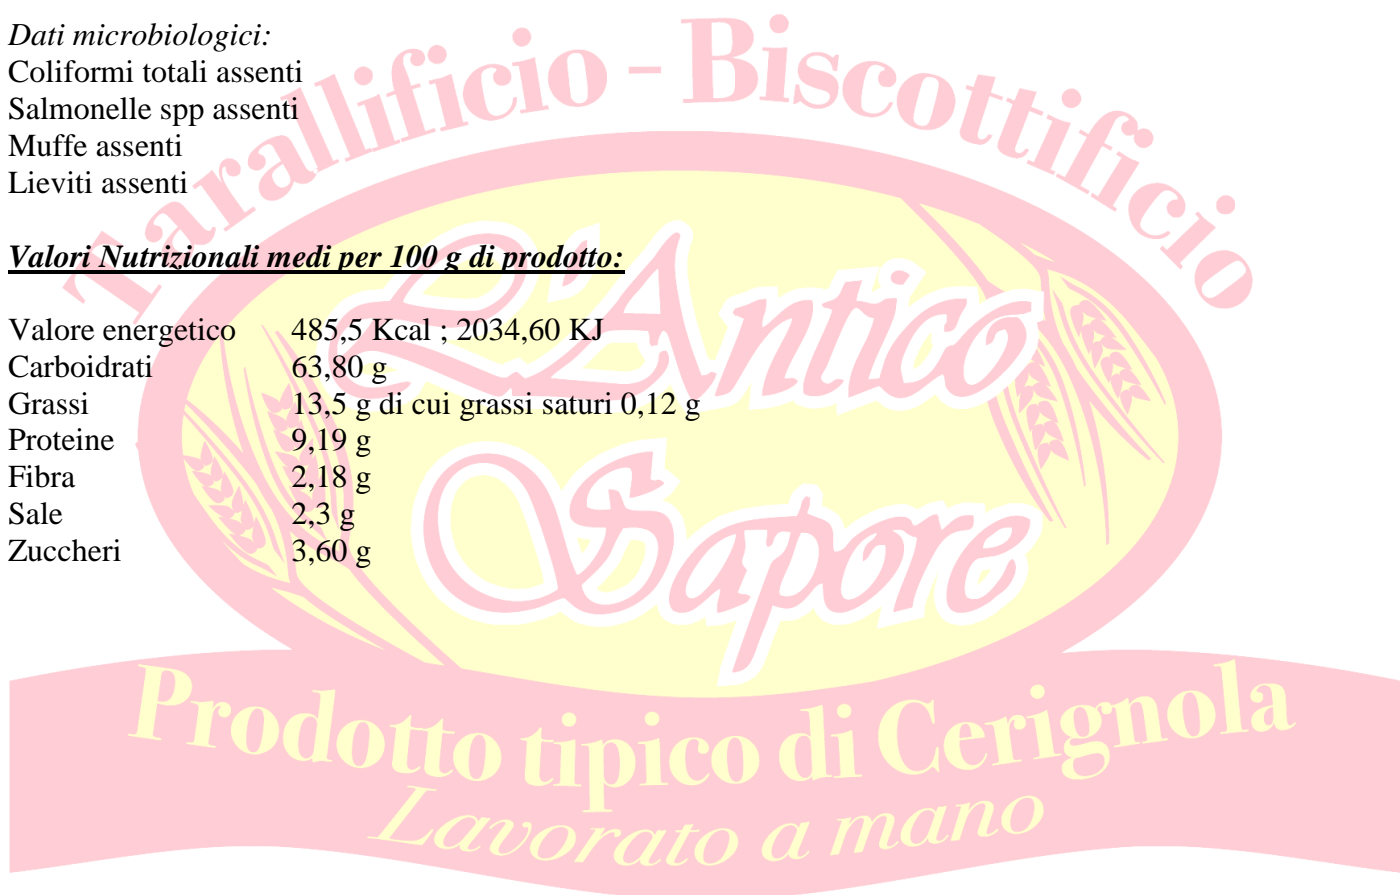 Dati microbiologici:
Coliformi totali assenti
Salmonelle spp assenti
Muffe assenti
Lieviti assenti
Valori Nutrizionali medi per 100 g di prodotto:
Valore energetico 485,5 Kcal ; 2034,60 KJ
Carboidrati 63,80 g
Grassi 13,5 g di cui grassi saturi 0,12 g
Proteine 9,19 g
Fibra 2,18 g
Sale 2,3 g
Zuccheri 3,60 g
Tarallificio - Biscottificio
L'Antico
Sapore
Prodotto tipico di Cerignola
Lavorato a mano